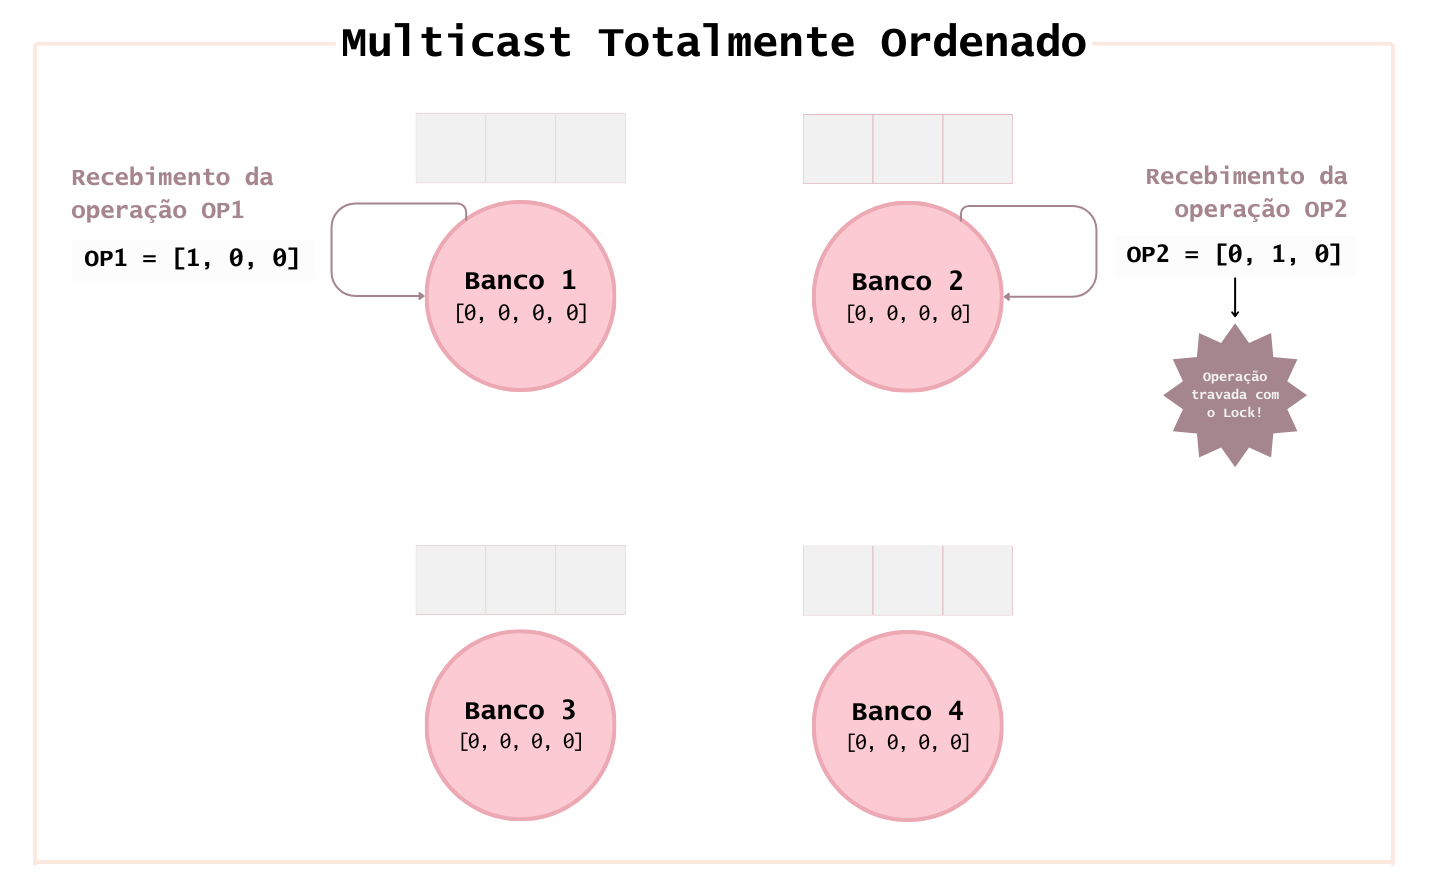 Multicast Totalmente Ordenado
Recebimento da
operação OP1
OP1 = [1, 0, 0]
Banco 1
[0, 0, 0, 0]
Banco 2
[0, 0, 0, 0]
Recebimento da
operação OP2
OP2 = [0, 1, 0]
Operação
travada com
o Lock!
Banco 3
[0, 0, 0, 0]
Banco 4
[0, 0, 0, 0]